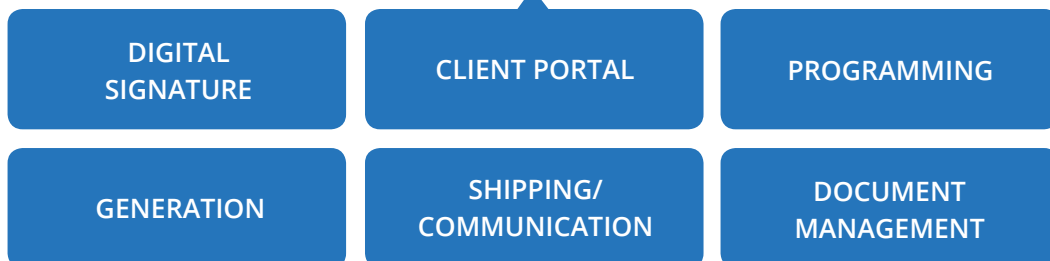 DIGITAL
SIGNATURE
CLIENT PORTAL
PROGRAMMING
GENERATION
SHIPPING/
COMMUNICATION
DOCUMENT
MANAGEMENT